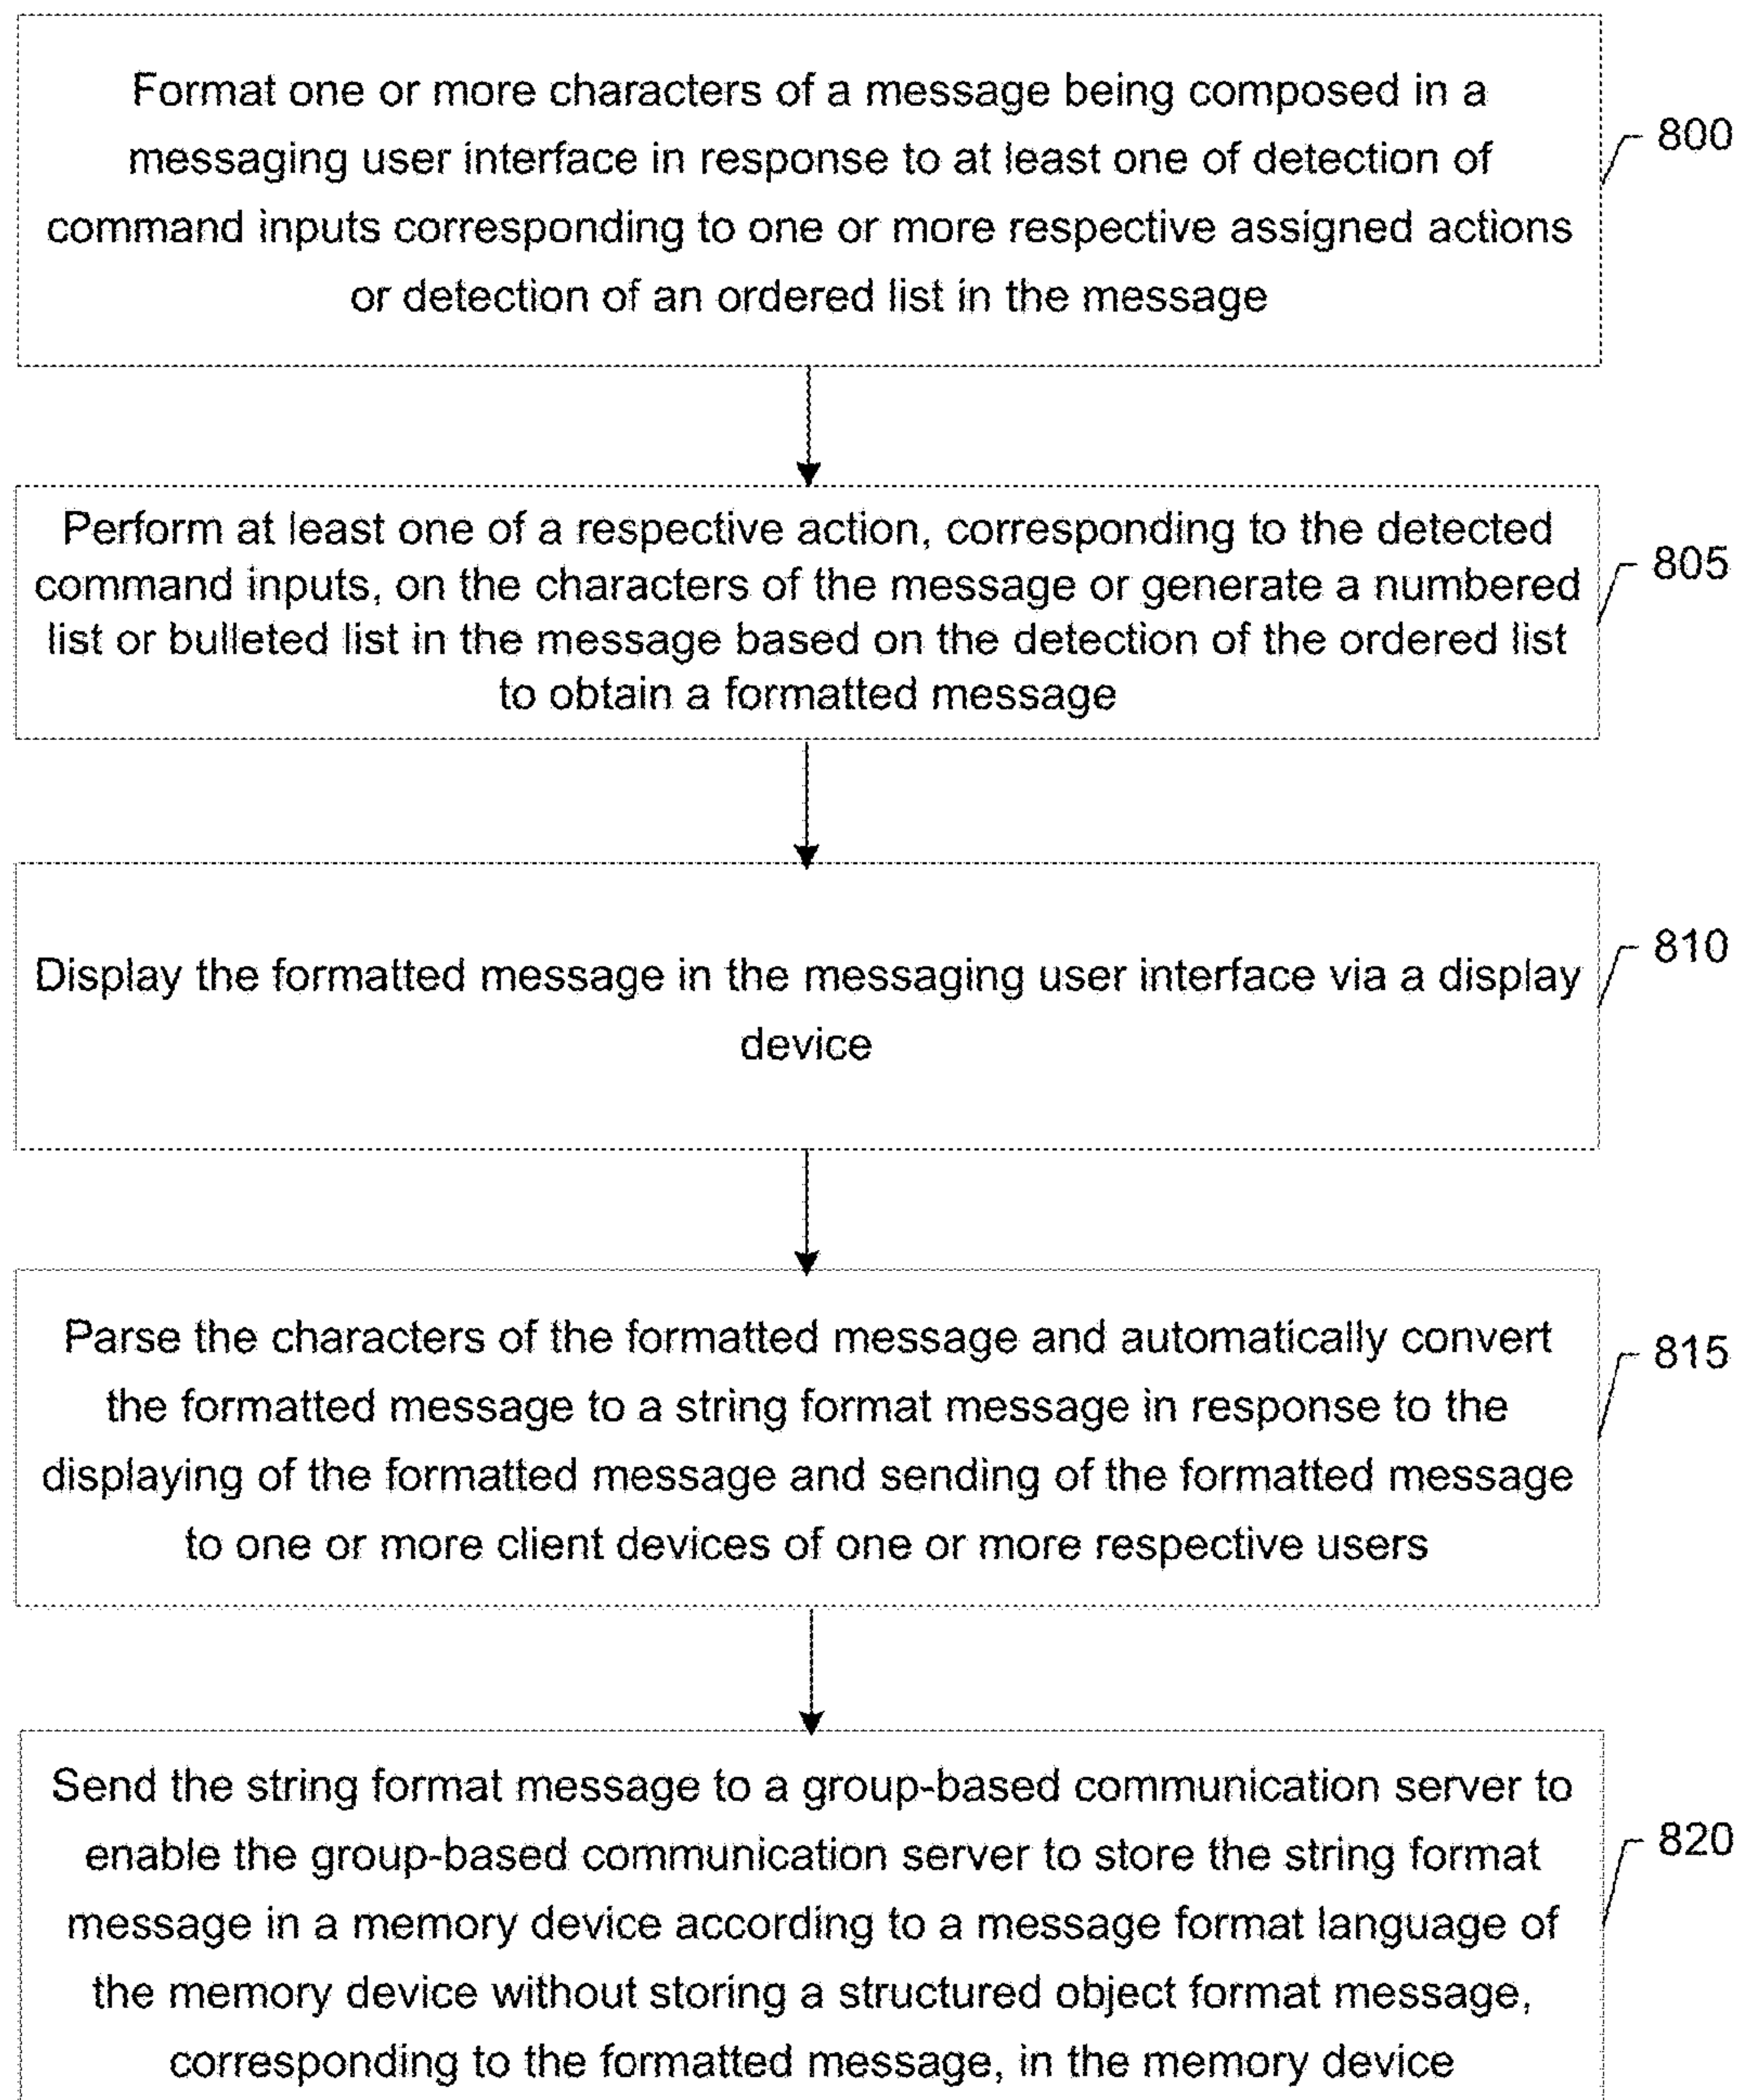 Format one or more characters of a message being composed in a
messaging user interface in response to at least one of detection of
command inputs corresponding to one or more respective assigned actions
or detection of an ordered list in the message
800
Perform at least one of a respective action, corresponding to the detected
command inputs, on the characters of the message or generate a numbered
list or bulleted list in the message based on the detection of the ordered list
to obtain a formatted message
805
Display the formatted message in the messaging user interface via a display
device
810
Parse the characters of the formatted message and automatically convert
the formatted message to a string format message in response to the
displaying of the formatted message and sending of the formatted message
to one or more client devices of one or more respective users
815
Send the string format message to a group-based communication server to
enable the group-based communication server to store the string format
message in a memory device according to a message format language of
the memory device without storing a structured object format message,
corresponding to the formatted message, in the memory device
820